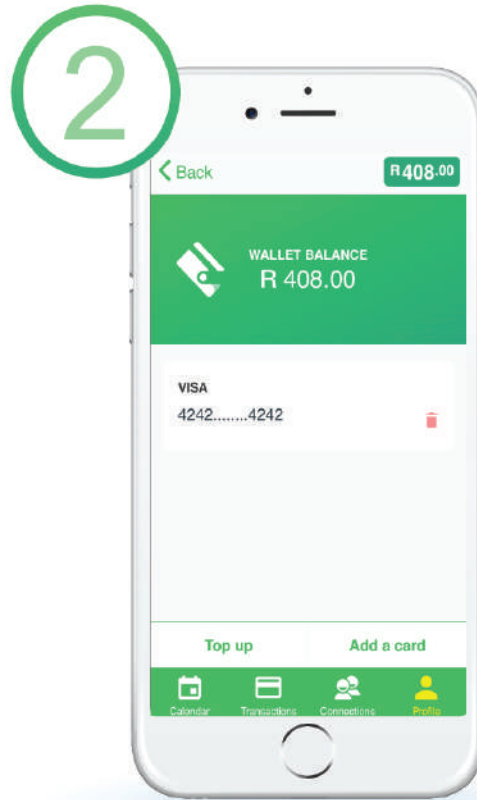 2
Back
R408.00
WALLET BALANCE
R 408.00
VISA
4242........4242
Top up
Add a card
Calendar
Transactions
Connections
Profile